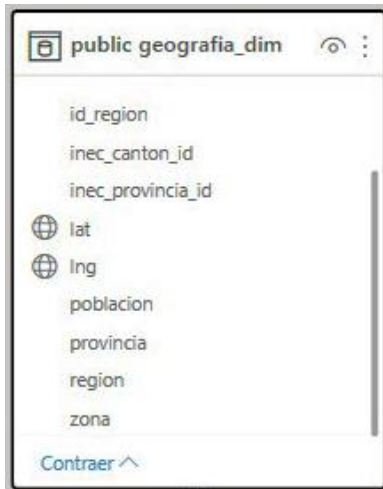 public geografia_dim
id_region
inec_canton_id
inec_provincia_id
lat
lng
poblacion
provincia
region
zona
Contraer